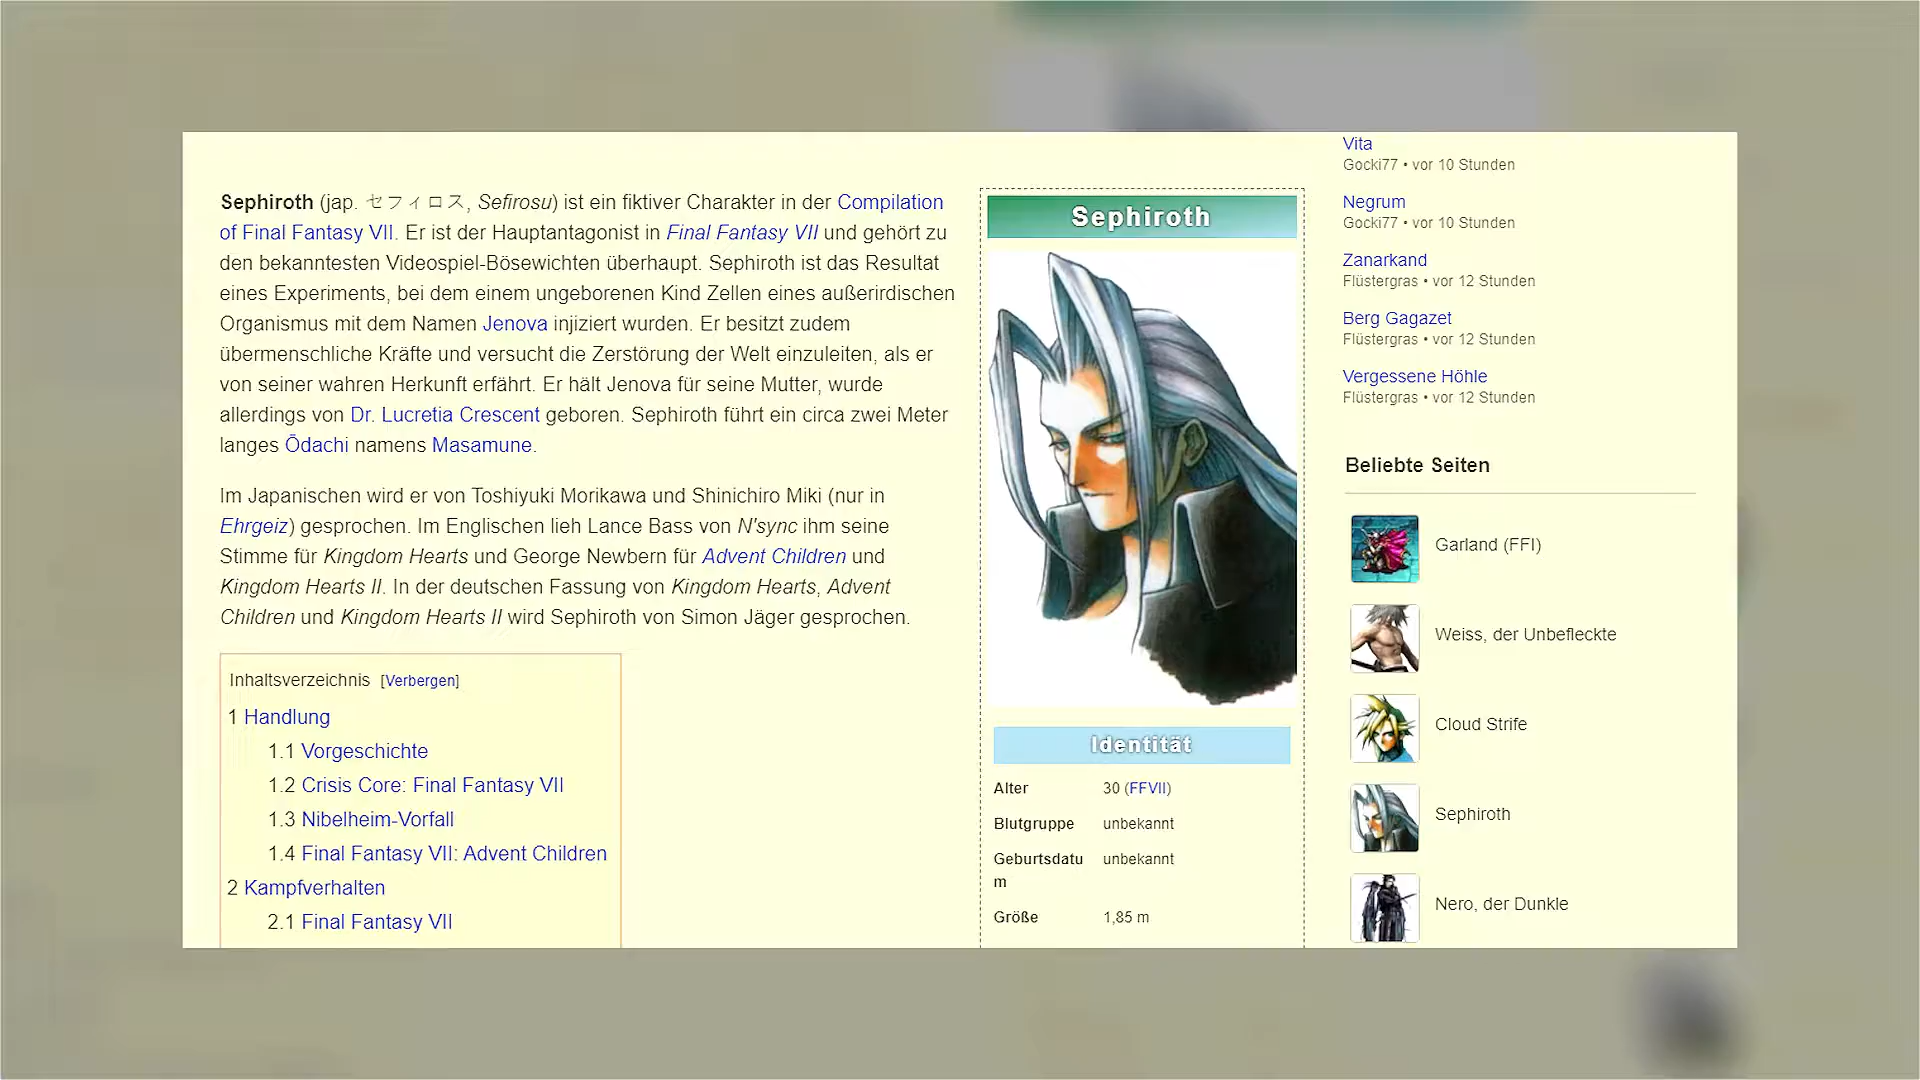 Sephiroth (jap. セフィロス, Sefirosu) ist ein fiktiver Charakter in der Compilation
of Final Fantasy VII. Er ist der Hauptantagonist in Final Fantasy VII und gehört zu
den bekanntesten Videospiel-Bösewichten überhaupt. Sephiroth ist das Resultat
eines Experiments, bei dem einem ungeborenen Kind Zellen eines außerirdischen
Organismus mit dem Namen Jenova injiziert wurden. Er besitzt zudem
übermenschliche Kräfte und versucht die Zerstörung der Welt einzuleiten, als er
von seiner wahren Herkunft erfährt. Er hält Jenova für seine Mutter, wurde
allerdings von Dr. Lucretia Crescent geboren. Sephiroth führt ein circa zwei Meter
langes Ōdachi namens Masamune.
Im Japanischen wird er von Toshiyuki Morikawa und Shinichiro Miki (nur in
Ehrgeiz) gesprochen. Im Englischen lieh Lance Bass von N'sync ihm seine
Stimme für Kingdom Hearts und George Newbern für Advent Children und
Kingdom Hearts II. In der deutschen Fassung von Kingdom Hearts, Advent
Children und Kingdom Hearts II wird Sephiroth von Simon Jäger gesprochen.
Inhaltsverzeichnis [Verbergen]
1 Handlung
1.1 Vorgeschichte
1.2 Crisis Core: Final Fantasy VII
1.3 Nibelheim-Vorfall
1.4 Final Fantasy VII: Advent Children
2 Kampfverhalten
2.1 Final Fantasy VII
Sephiroth
Identität
Alter 30 (FFVII)
Blutgruppe unbekannt
Geburtsdatu unbekannt
m
Größe 1,85 m
Vita
Gocki77 • vor 10 Stunden
Negrum
Gocki77 • vor 10 Stunden
Zanarkand
Flüstergras • vor 12 Stunden
Berg Gagazet
Flüstergras • vor 12 Stunden
Vergessene Höhle
Flüstergras • vor 12 Stunden
Beliebte Seiten
Garland (FFI)
Weiss, der Unbefleckte
Cloud Strife
Sephiroth
Nero, der Dunkle